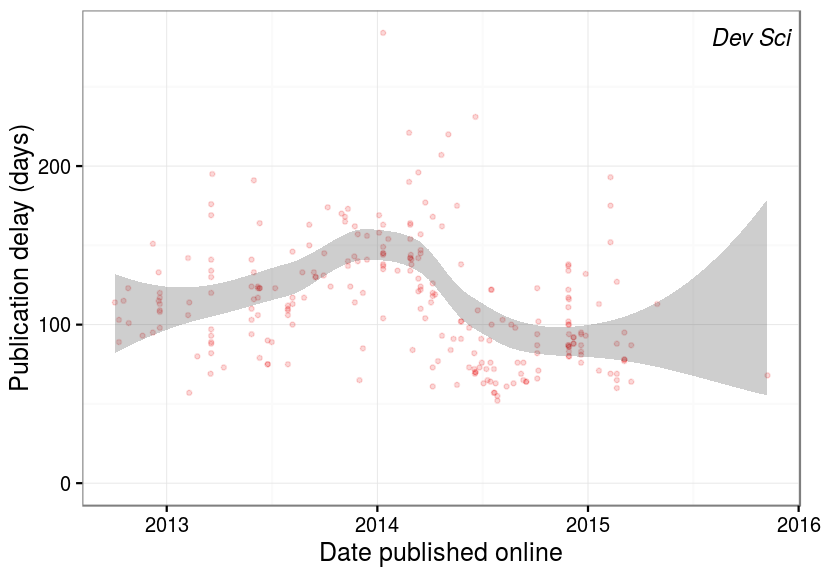 Dev Sci
Publication delay (days)
200
100
0
2013
2014
2015
2016
Date published online